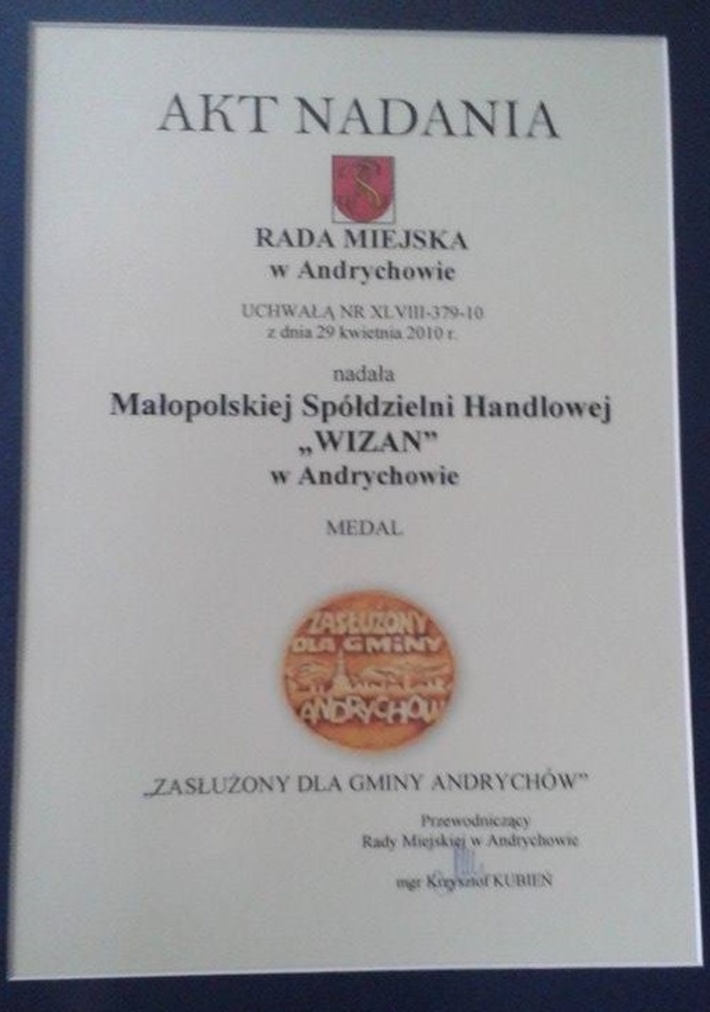 AKT NADANIA
RADA MIEJSKA
w Andrychowie
UCHWAŁĄ NR XLVIII-379-10
z dnia 29 kwietnia 2010 r.
nadała
Małopolskiej Spółdzielni Handlowej
„WIZAN”
w Andrychowie
MEDAL
ZASŁUŻONY
DLA GMINY
ANDRYCHÓW
„ZASŁUŻONY DLA GMINY ANDRYCHÓW”
Przewodniczący
Rady Miejskiej w Andrychowie
mgr Krzysztof KUBIEŃ